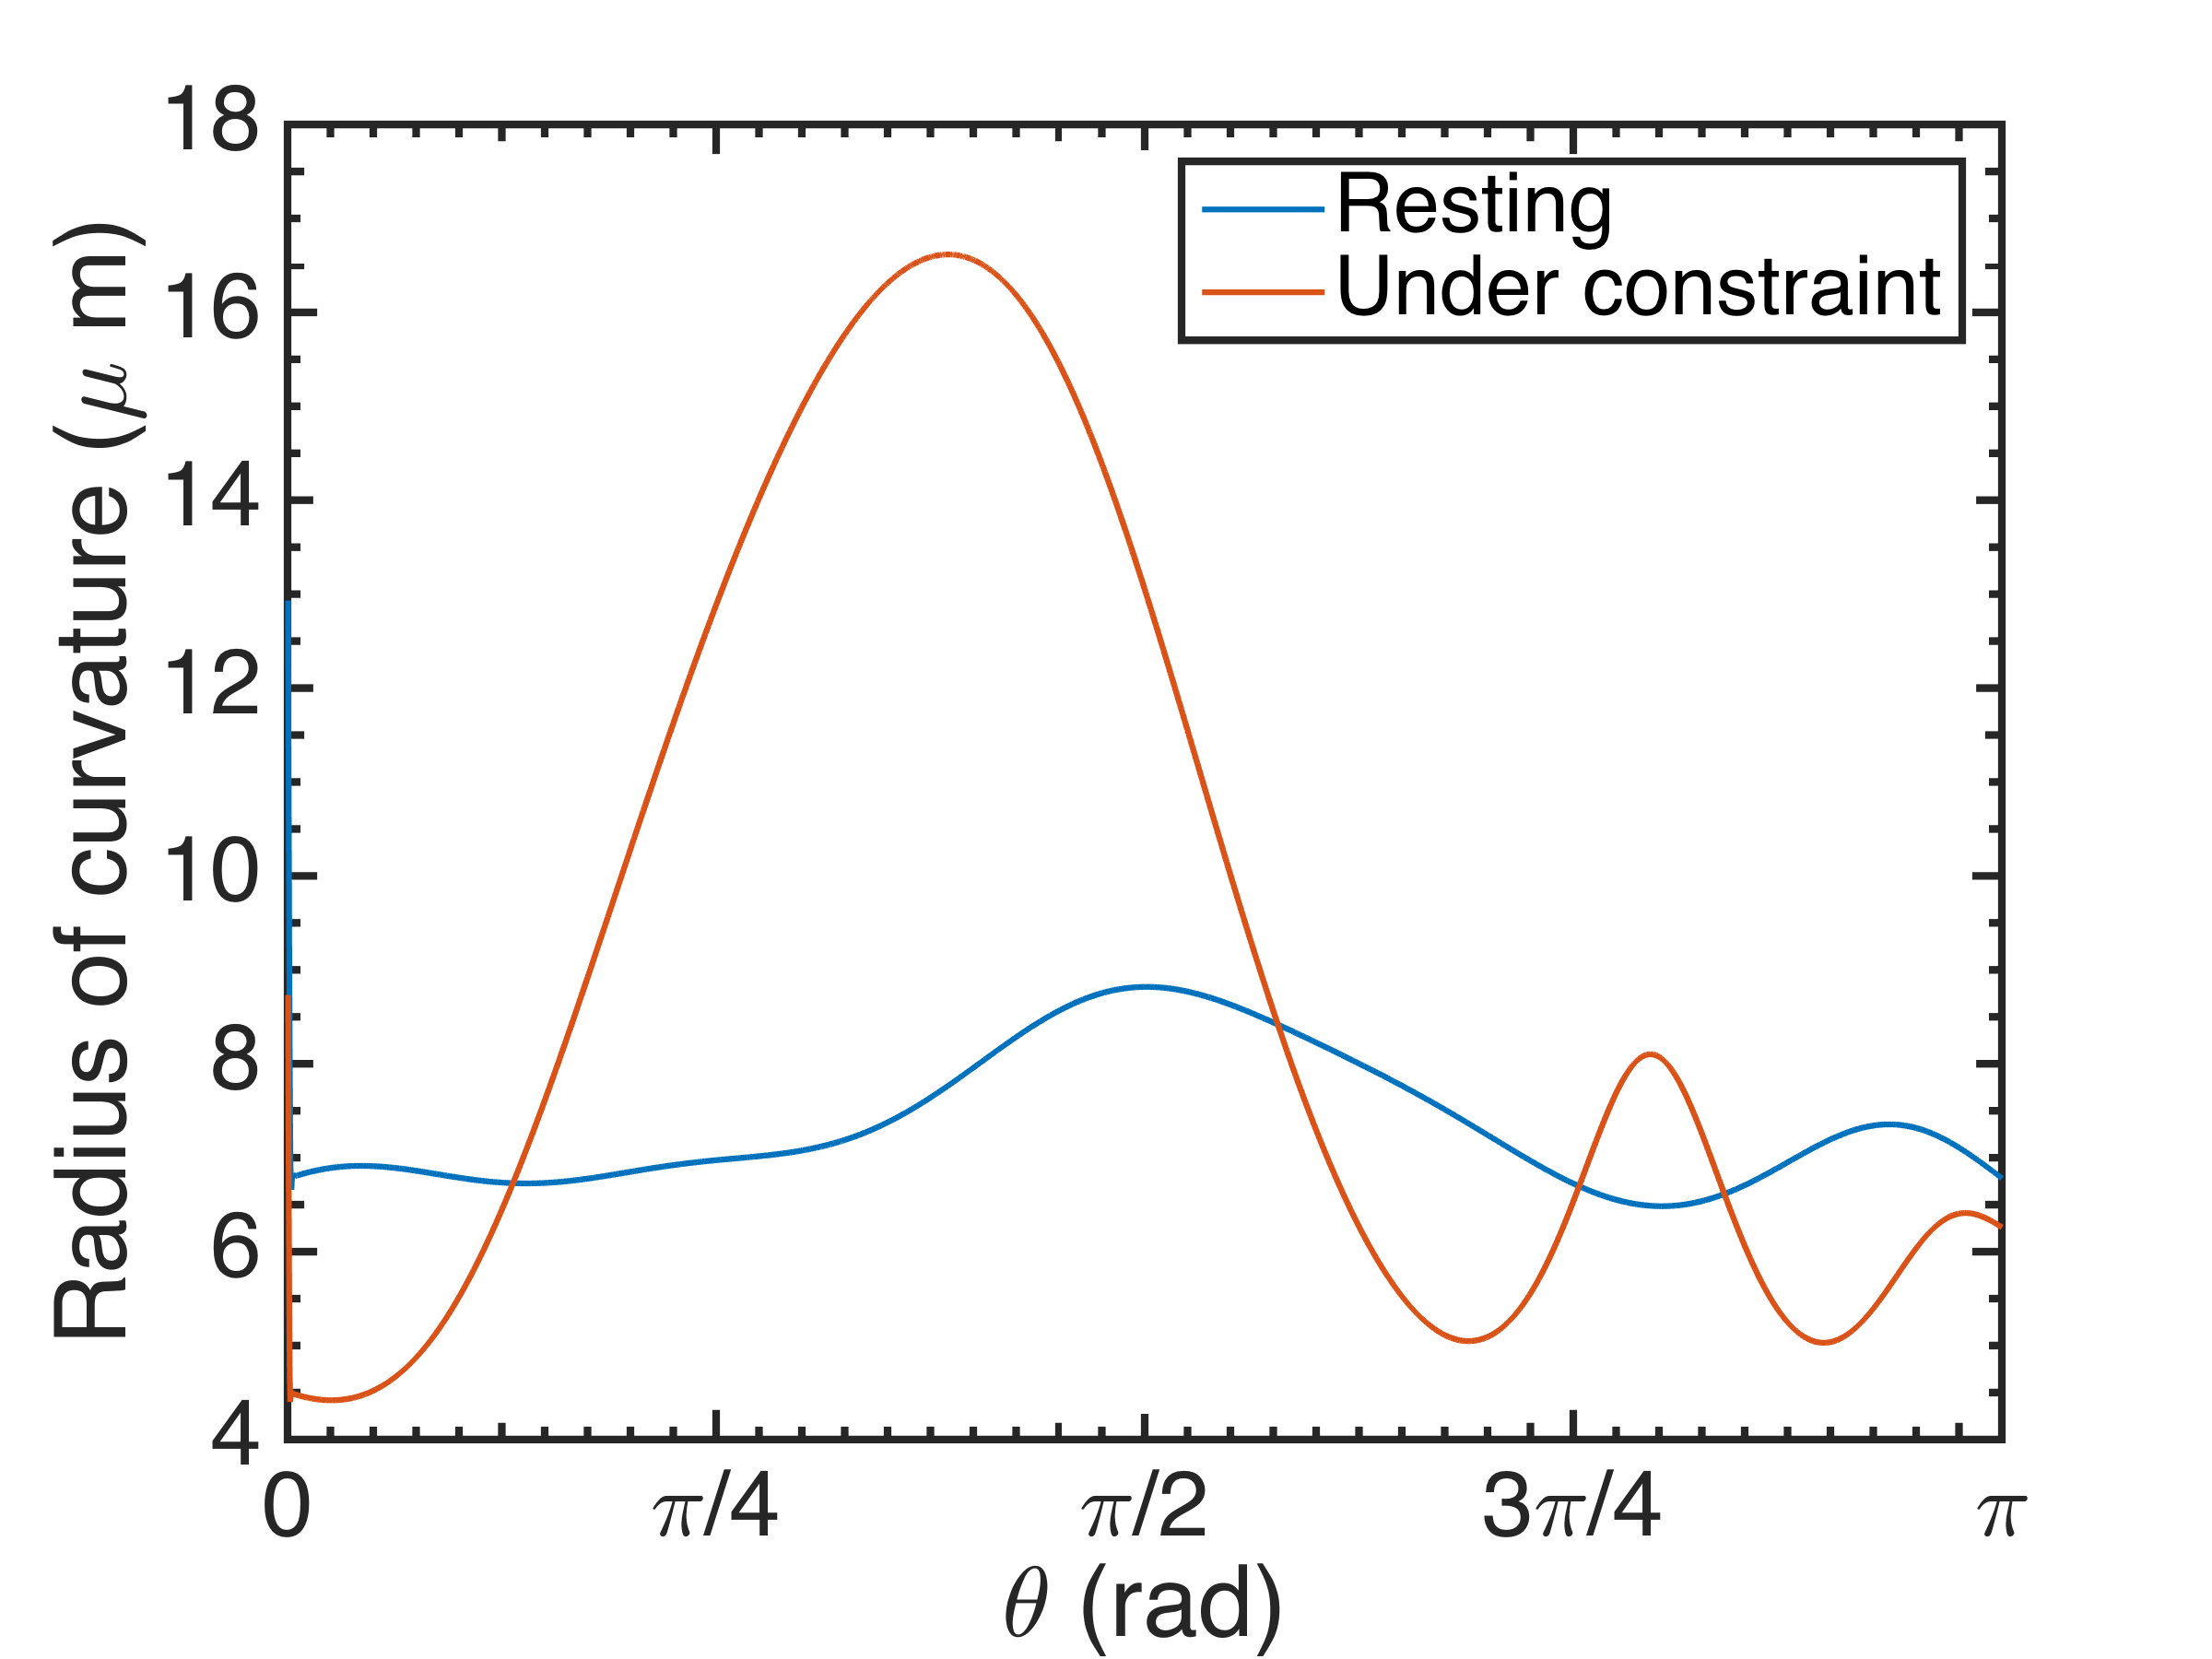 Radius of curvature (μ m)
18
16
14
12
10
8
6
4
Resting
Under constraint
0 π/4 π/2 3π/4 π
θ (rad)